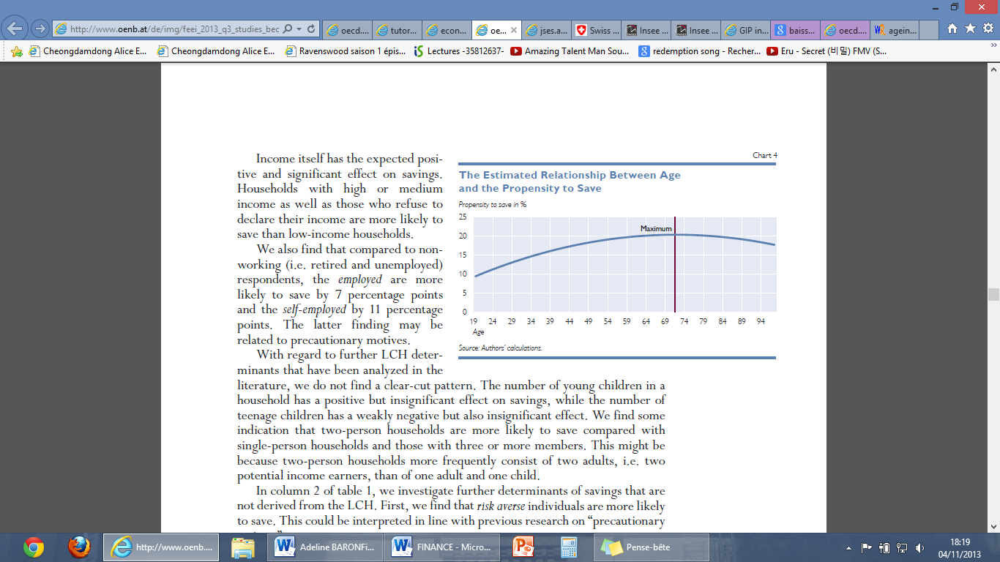 http://www.oenb.at/de/img/feei_2013_q3_studies_bec
oecd....
tutor...
econ...
oe...
jses.a...
Swiss ...
Insee ...
Insee ...
GIP in...
baiss...
oecd....
agein...
Cheongdamdong Alice E...
Cheongdamdong Alice E...
Ravenswood saison 1 épis...
Lectures -35812637-
Amazing Talent Man Sou...
redemption song - Recher...
Eru - Secret (비밀) FMV (S...
Income itself has the expected posi-
tive and significant effect on savings.
Households with high or medium
income as well as those who refuse to
declare their income are more likely to
save than low-income households.
We also find that compared to non-
working (i.e. retired and unemployed)
respondents, the employed are more
likely to save by 7 percentage points
and the self-employed by 11 percentage
points. The latter finding may be
related to precautionary motives.
With regard to further LCH deter-
minants that have been analyzed in the
Chart 4
The Estimated Relationship Between Age
and the Propensity to Save
Propensity to save in %
25
20
15
10
5
0
Maximum
19 24 29 34 39 44 49 54 59 64 69 74 79 84 89 94
Age
Source: Authors' calculations.
literature, we do not find a clear-cut pattern. The number of young children in a
household has a positive but insignificant effect on savings, while the number of
teenage children has a weakly negative but also insignificant effect. We find some
indication that two-person households are more likely to save compared with
single-person households and those with three or more members. This might be
because two-person households more frequently consist of two adults, i.e. two
potential income earners, than of one adult and one child.
In column 2 of table 1, we investigate further determinants of savings that are
not derived from the LCH. First, we find that risk averse individuals are more likely
to save. This could be interpreted in line with previous research on “precautionary
http://www.oenb....
Adeline BARONFi...
FINANCE - Micro...
Pense-bête
18:19
04/11/2013